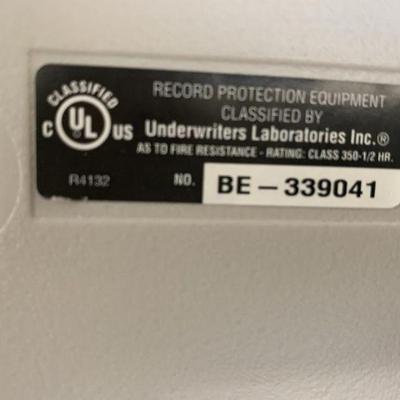 CLASSIFIED
C UL US
RECORD PROTECTION EQUIPMENT
CLASSIFIED BY
Underwriters Laboratories Inc.®
AS TO FIRE RESISTANCE - RATING: CLASS 350-1/2 HR.
R4132 NO. BE-339041